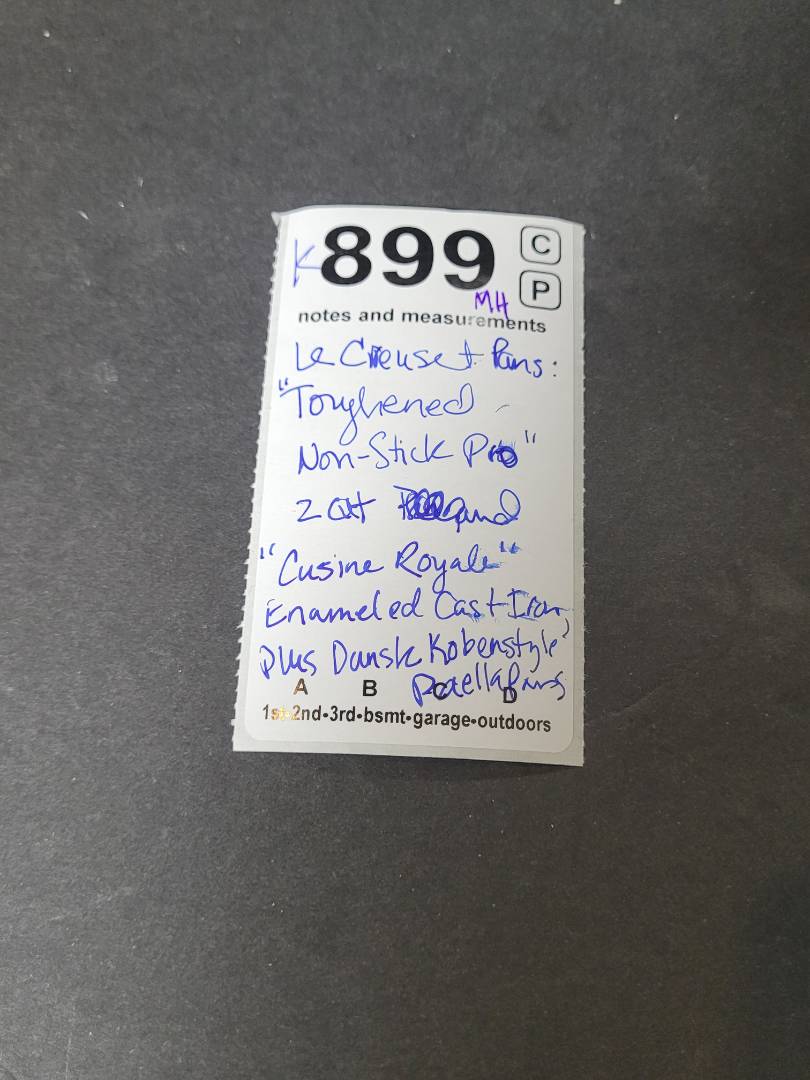 K 899 C
P
MH
notes and measurements
Le Creuset Pans:
"Toughened
Non-Stick Pro"
2 Qt and
"Cusine Royale"
Enameled Cast Iron,
plus Dansk Kobenstyle
Paella Pans
A B C D
1st•2nd•3rd•bsmt•garage•outdoors